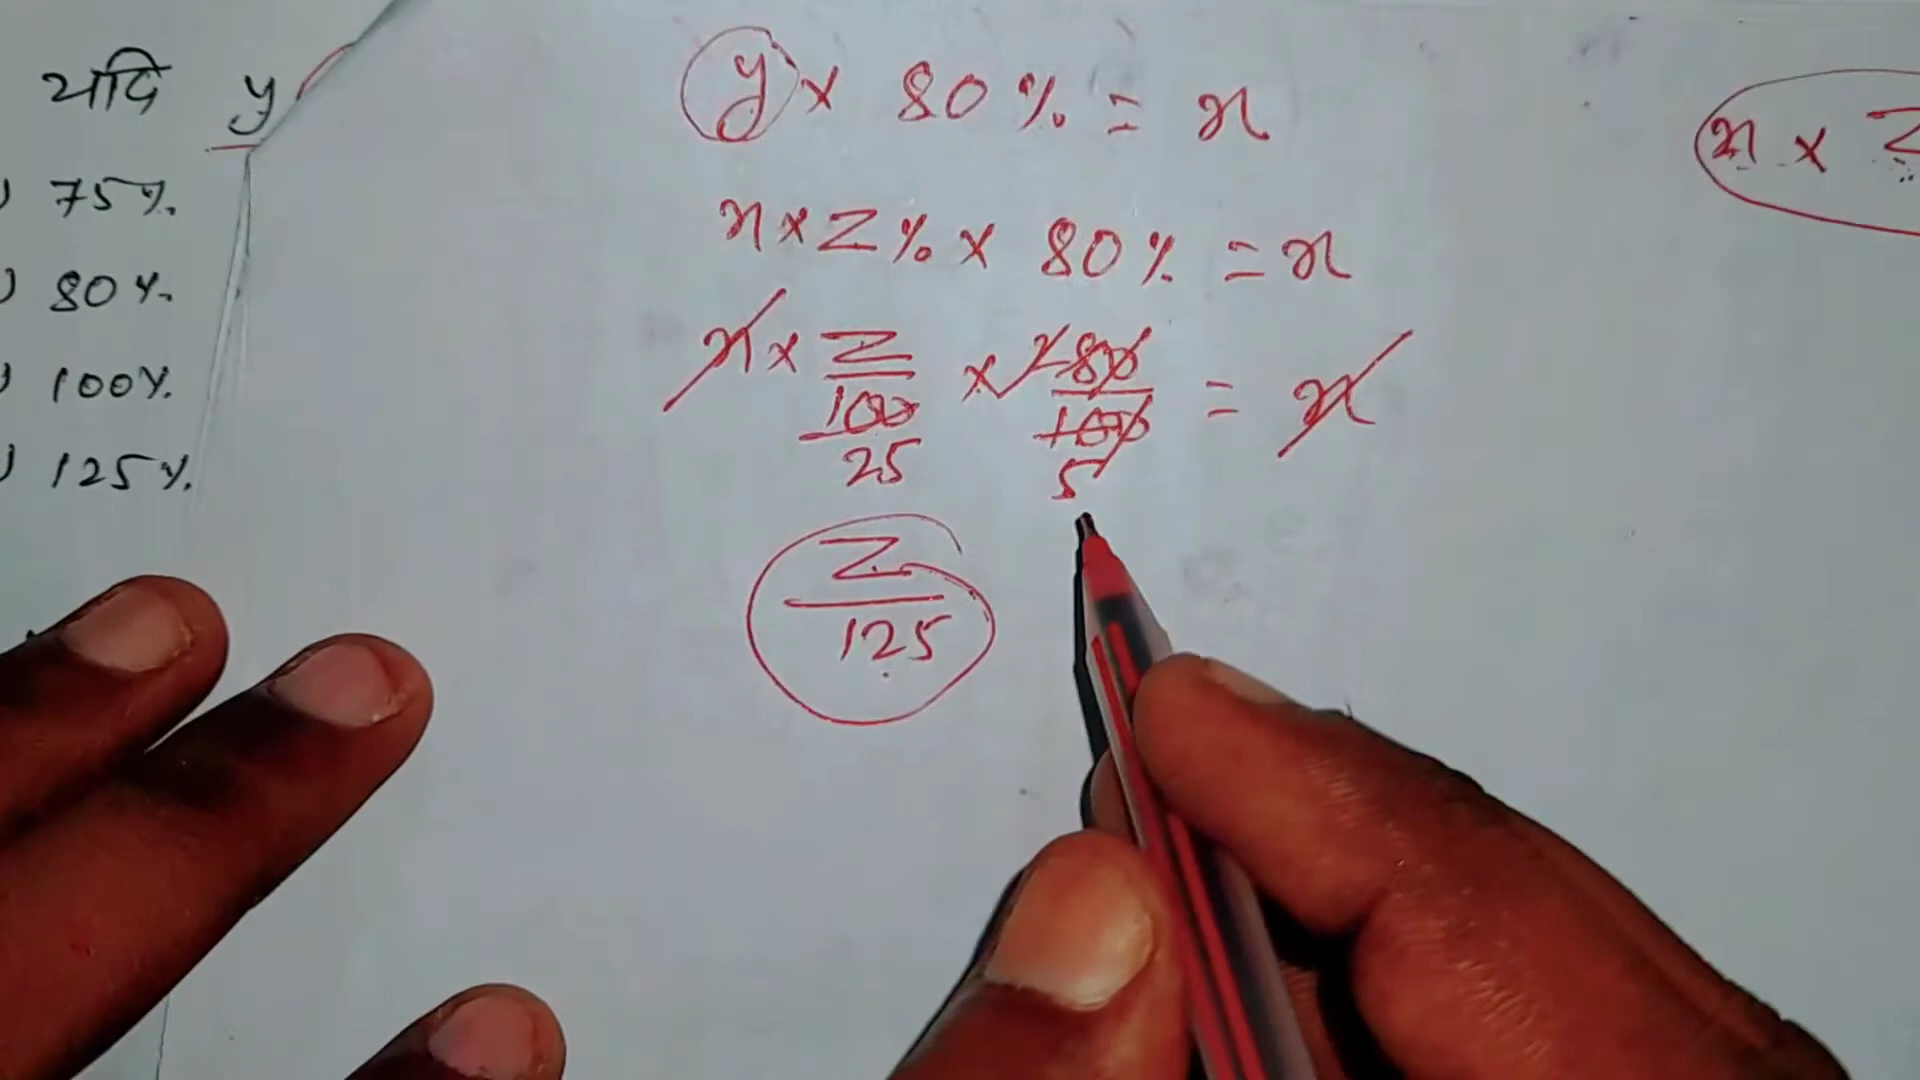 यदि y
75%.
80%.
100%.
125%.
y × 80% = x
x × Z% × 80% = x
x × Z/100 × 80/100 = x
25 5
Z/125
x × Z